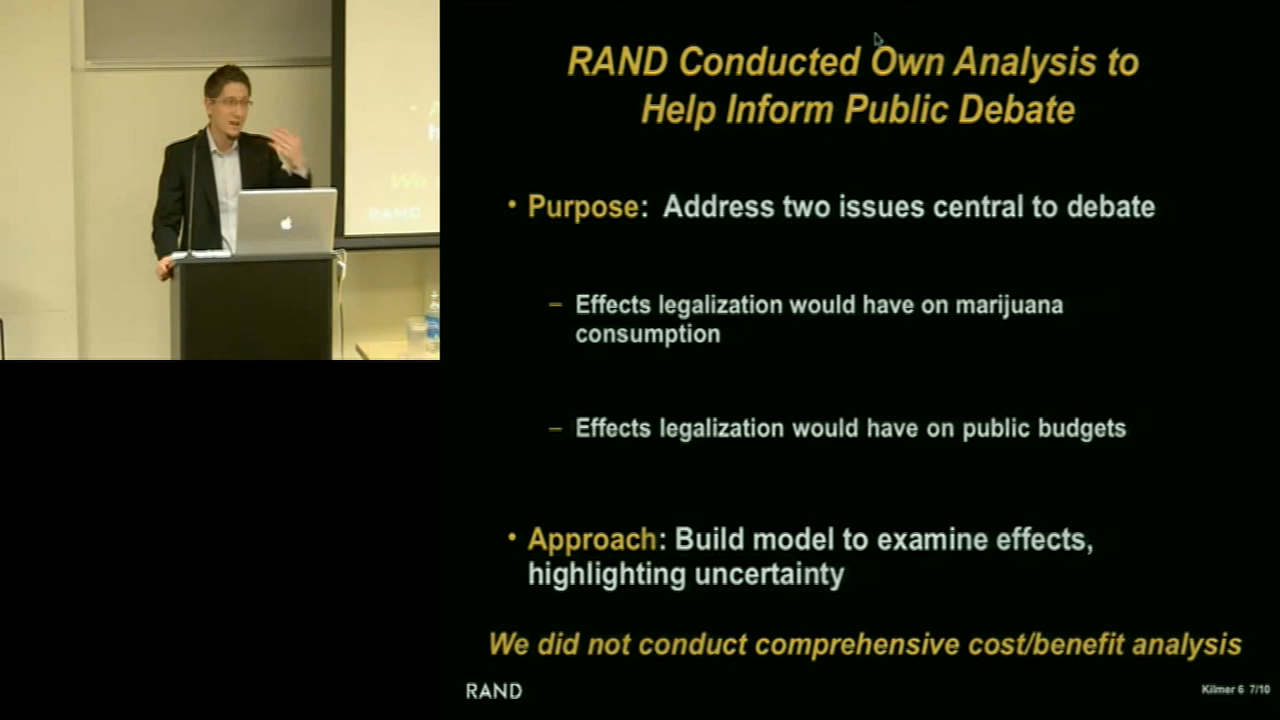 RAND Conducted Own Analysis to
Help Inform Public Debate
• Purose: Address two issues central to debate
– Effects legalization would have on marijuana
consumption
– Effects legalization would have on public budgets
• Approach: Build model to examine effects,
highlighting uncertainty
We did not conduct comprehensive cost/benefit analysis
RAND
Kilmer 6 7/10
RAND